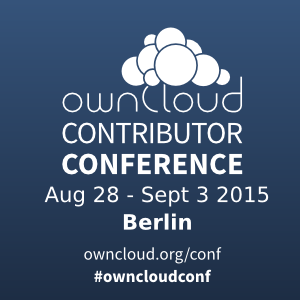 ownCloud
CONTRIBUTOR
CONFERENCE
Aug 28 - Sept 3 2015
Berlin
owncloud.org/conf
#owncloudconf